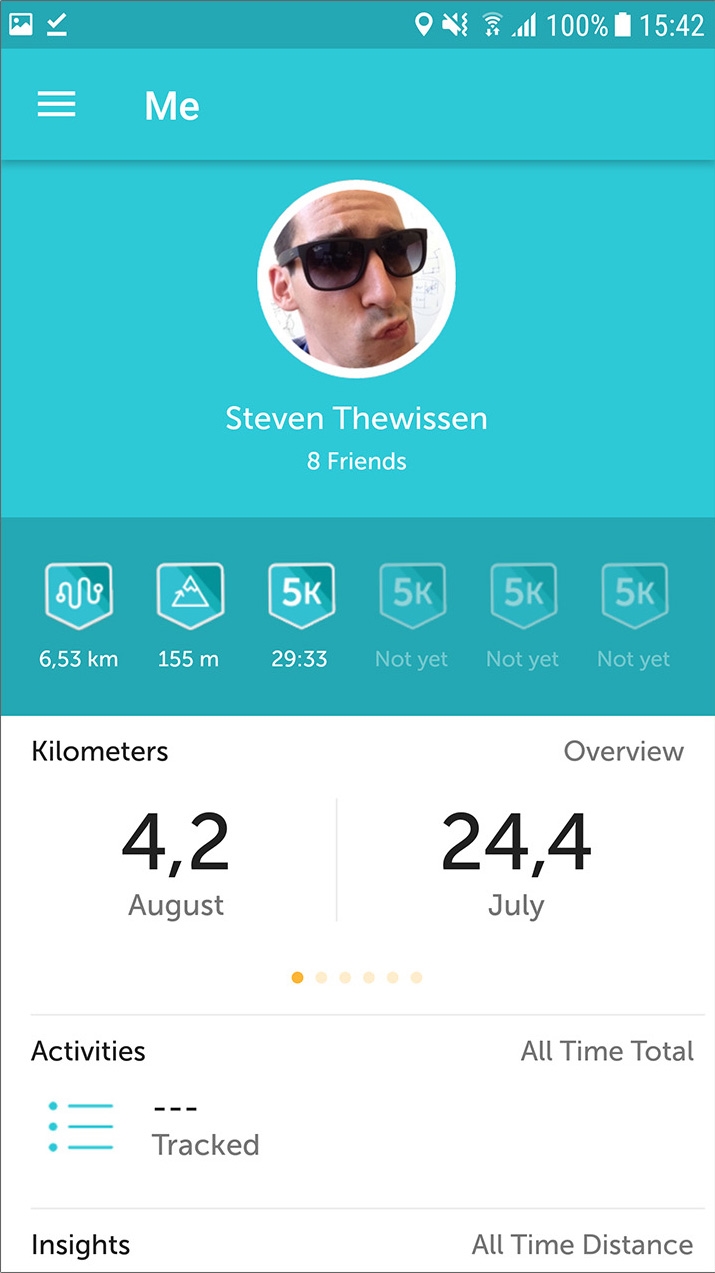 100% 15:42
Me
Steven Thewissen
8 Friends
5K 5K 5K 5K
6,53 km 155 m 29:33 Not yet Not yet Not yet
Kilometers Overview
4,2 24,4
August July
Activities All Time Total
---
Tracked
Insights All Time Distance